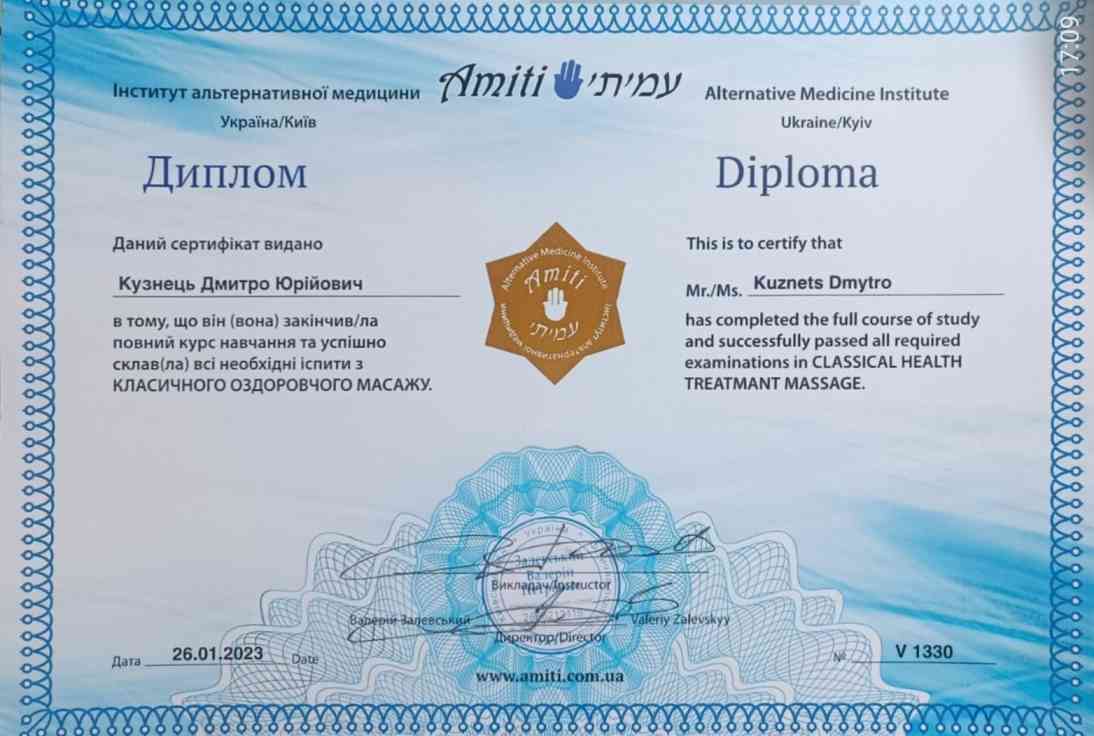 Інститут альтернативної медицини
Україна/Київ
Amiti עמיתי
Alternative Medicine Institute
Ukraine/Kyiv
17:09
Диплом
Даний сертифікат видано
Кузнець Дмитро Юрійович
в тому, що він (вона) закінчив/ла
повний курс навчання та успішно
склав(ла) всі необхідні іспити з
КЛАСИЧНОГО ОЗДОРОВЧОГО МАСАЖУ.
Alternative Medicine Institute
Amiti
עמיתי
Інститут альтернативної медицини
Diploma
This is to certify that
Mr./Ms. Kuznets Dmytro
has completed the full course of study
and successfully passed all required
examinations in CLASSICAL HEALTH
TREATMANT MASSAGE.
Україна
Залевський
Валерій
Викладач/Instructor
Валерій Залевський
Valeriy Zalevskyy
Директор/Director
Дата 26.01.2023 Date
№ V 1330
www.amiti.com.ua